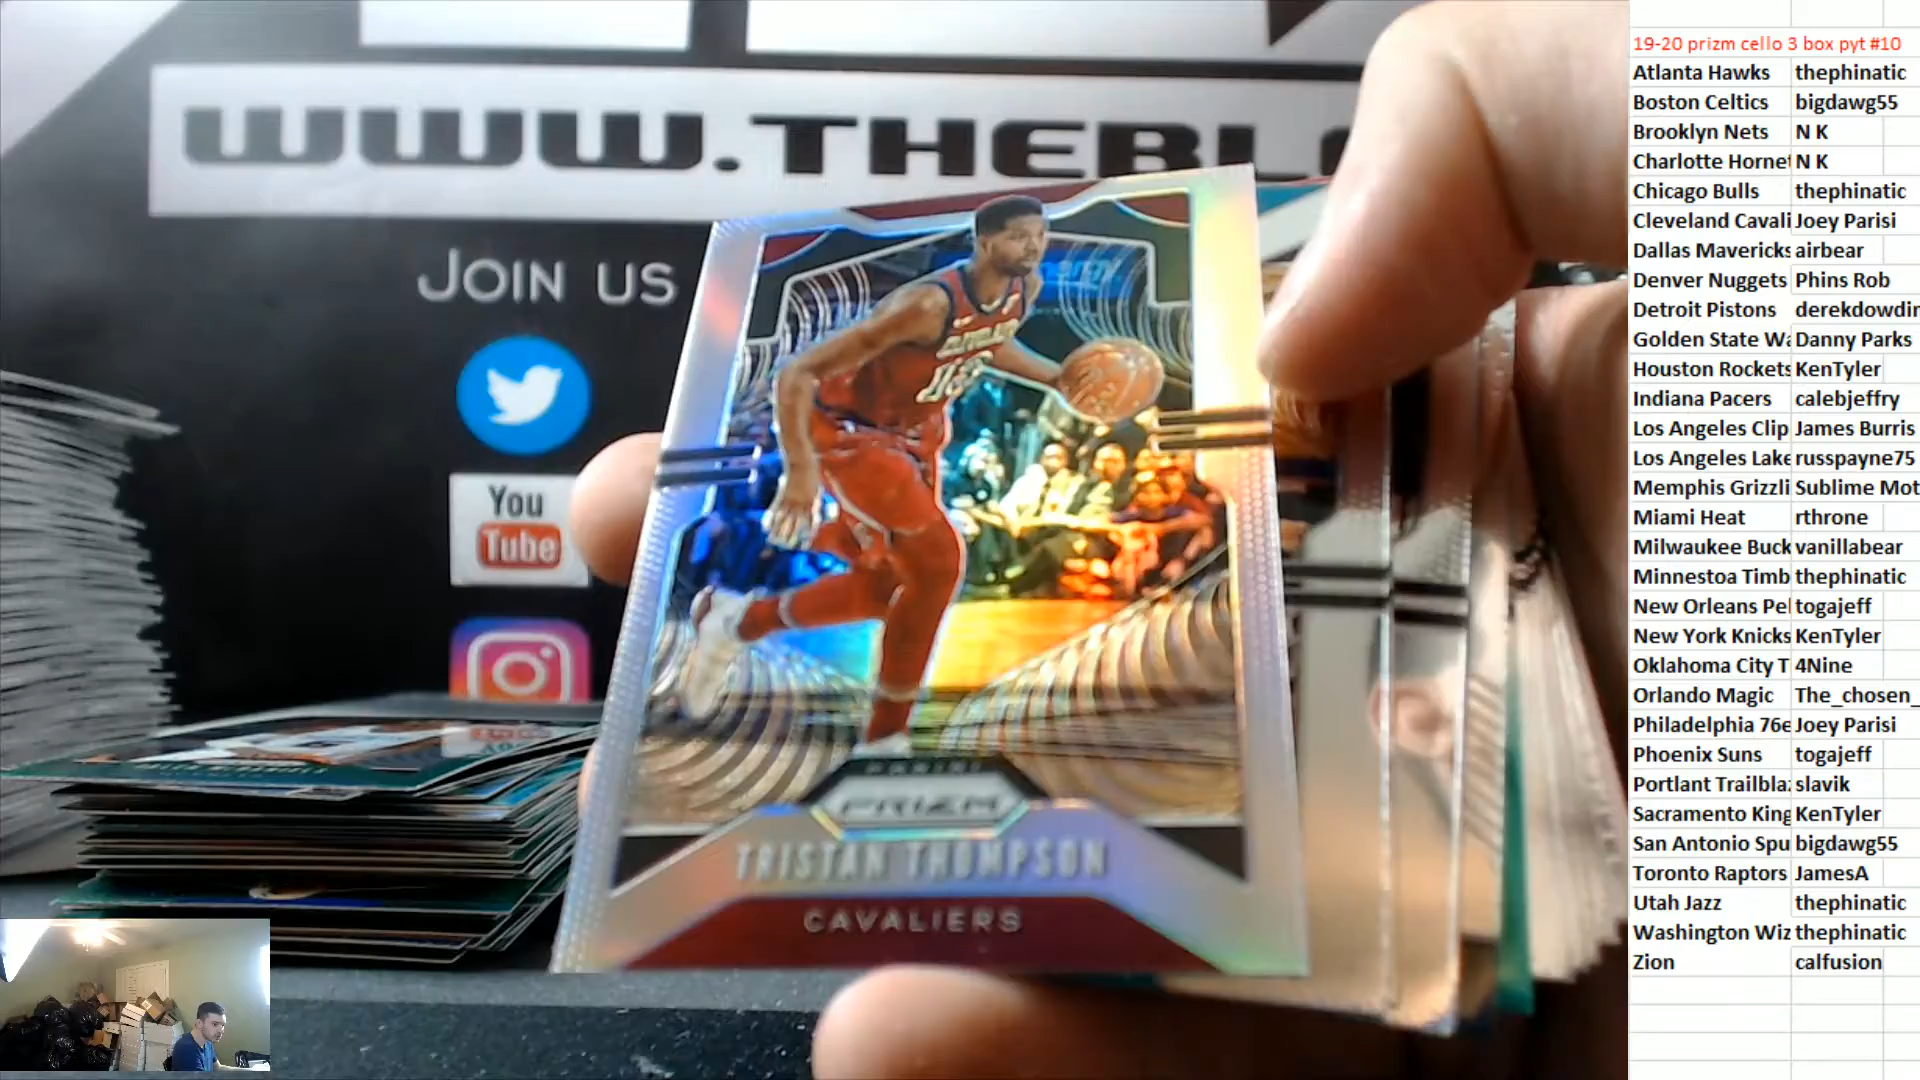 WWW.THEBL
JOIN US
You
Tube
PANINI
PRIZM
TRISTAN THOMPSON
CAVALIERS
19-20 prizm cello 3 box pyt #10
Atlanta Hawks thephinatic
Boston Celtics bigdawg55
Brooklyn Nets N K
Charlotte Hornet N K
Chicago Bulls thephinatic
Cleveland Cavali Joey Parisi
Dallas Mavericks airbear
Denver Nuggets Phins Rob
Detroit Pistons derekdowdin
Golden State Wa Danny Parks
Houston Rockets KenTyler
Indiana Pacers calebjeffry
Los Angeles Clip James Burris
Los Angeles Lake russpayne75
Memphis Grizzli Sublime Mot
Miami Heat rthrone
Milwaukee Buck vanillabear
Minnestoa Timb thephinatic
New Orleans Pel togajeff
New York Knicks KenTyler
Oklahoma City T 4Nine
Orlando Magic The_chosen_
Philadelphia 76e Joey Parisi
Phoenix Suns togajeff
Portlant Trailbla: slavik
Sacramento King KenTyler
San Antonio Spu bigdawg55
Toronto Raptors JamesA
Utah Jazz thephinatic
Washington Wiz thephinatic
Zion calfusion